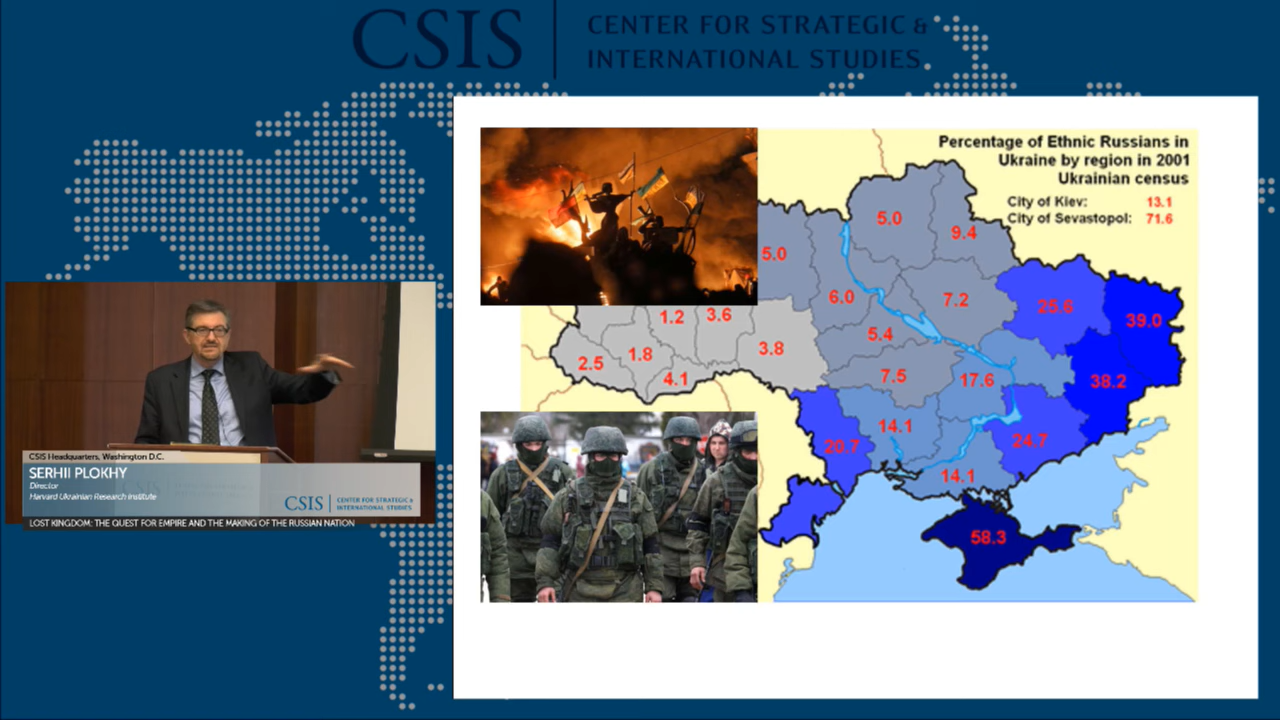 CSIS
CENTER FOR STRATEGIC &
INTERNATIONAL STUDIES
Percentage of Ethnic Russians in
Ukraine by region in 2001
Ukrainian census
City of Kiev: 13.1
City of Sevastopol: 71.6
5.0
9.4
5.0
6.0
7.2
25.6
39.0
1.2
3.6
5.4
2.5
1.8
3.8
4.1
7.5
17.6
38.2
20.7
14.1
24.7
14.1
58.3
CSIS Headquarters, Washington D.C.
SERHII PLOKHY
Director
Harvard Ukrainian Research Institute
CSIS
CENTER FOR STRATEGIC &
INTERNATIONAL STUDIES
LOST KINGDOM: THE QUEST FOR EMPIRE AND THE MAKING OF THE RUSSIAN NATION